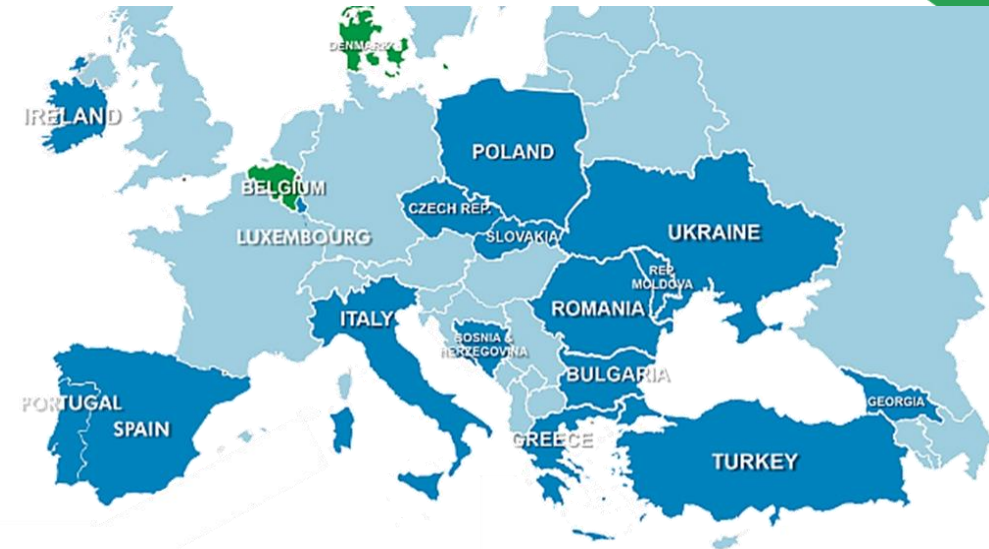 DENMARK
IRELAND
POLAND
BELGIUM
CZECH REP.
UKRAINE
LUXEMBOURG
SLOVAKIA
REP.
MOLDOVA
ROMANIA
ITALY
BOSNIA &
HERZEGOVINA
BULGARIA
PORTUGAL
GEORGIA
SPAIN
GREECE
TURKEY